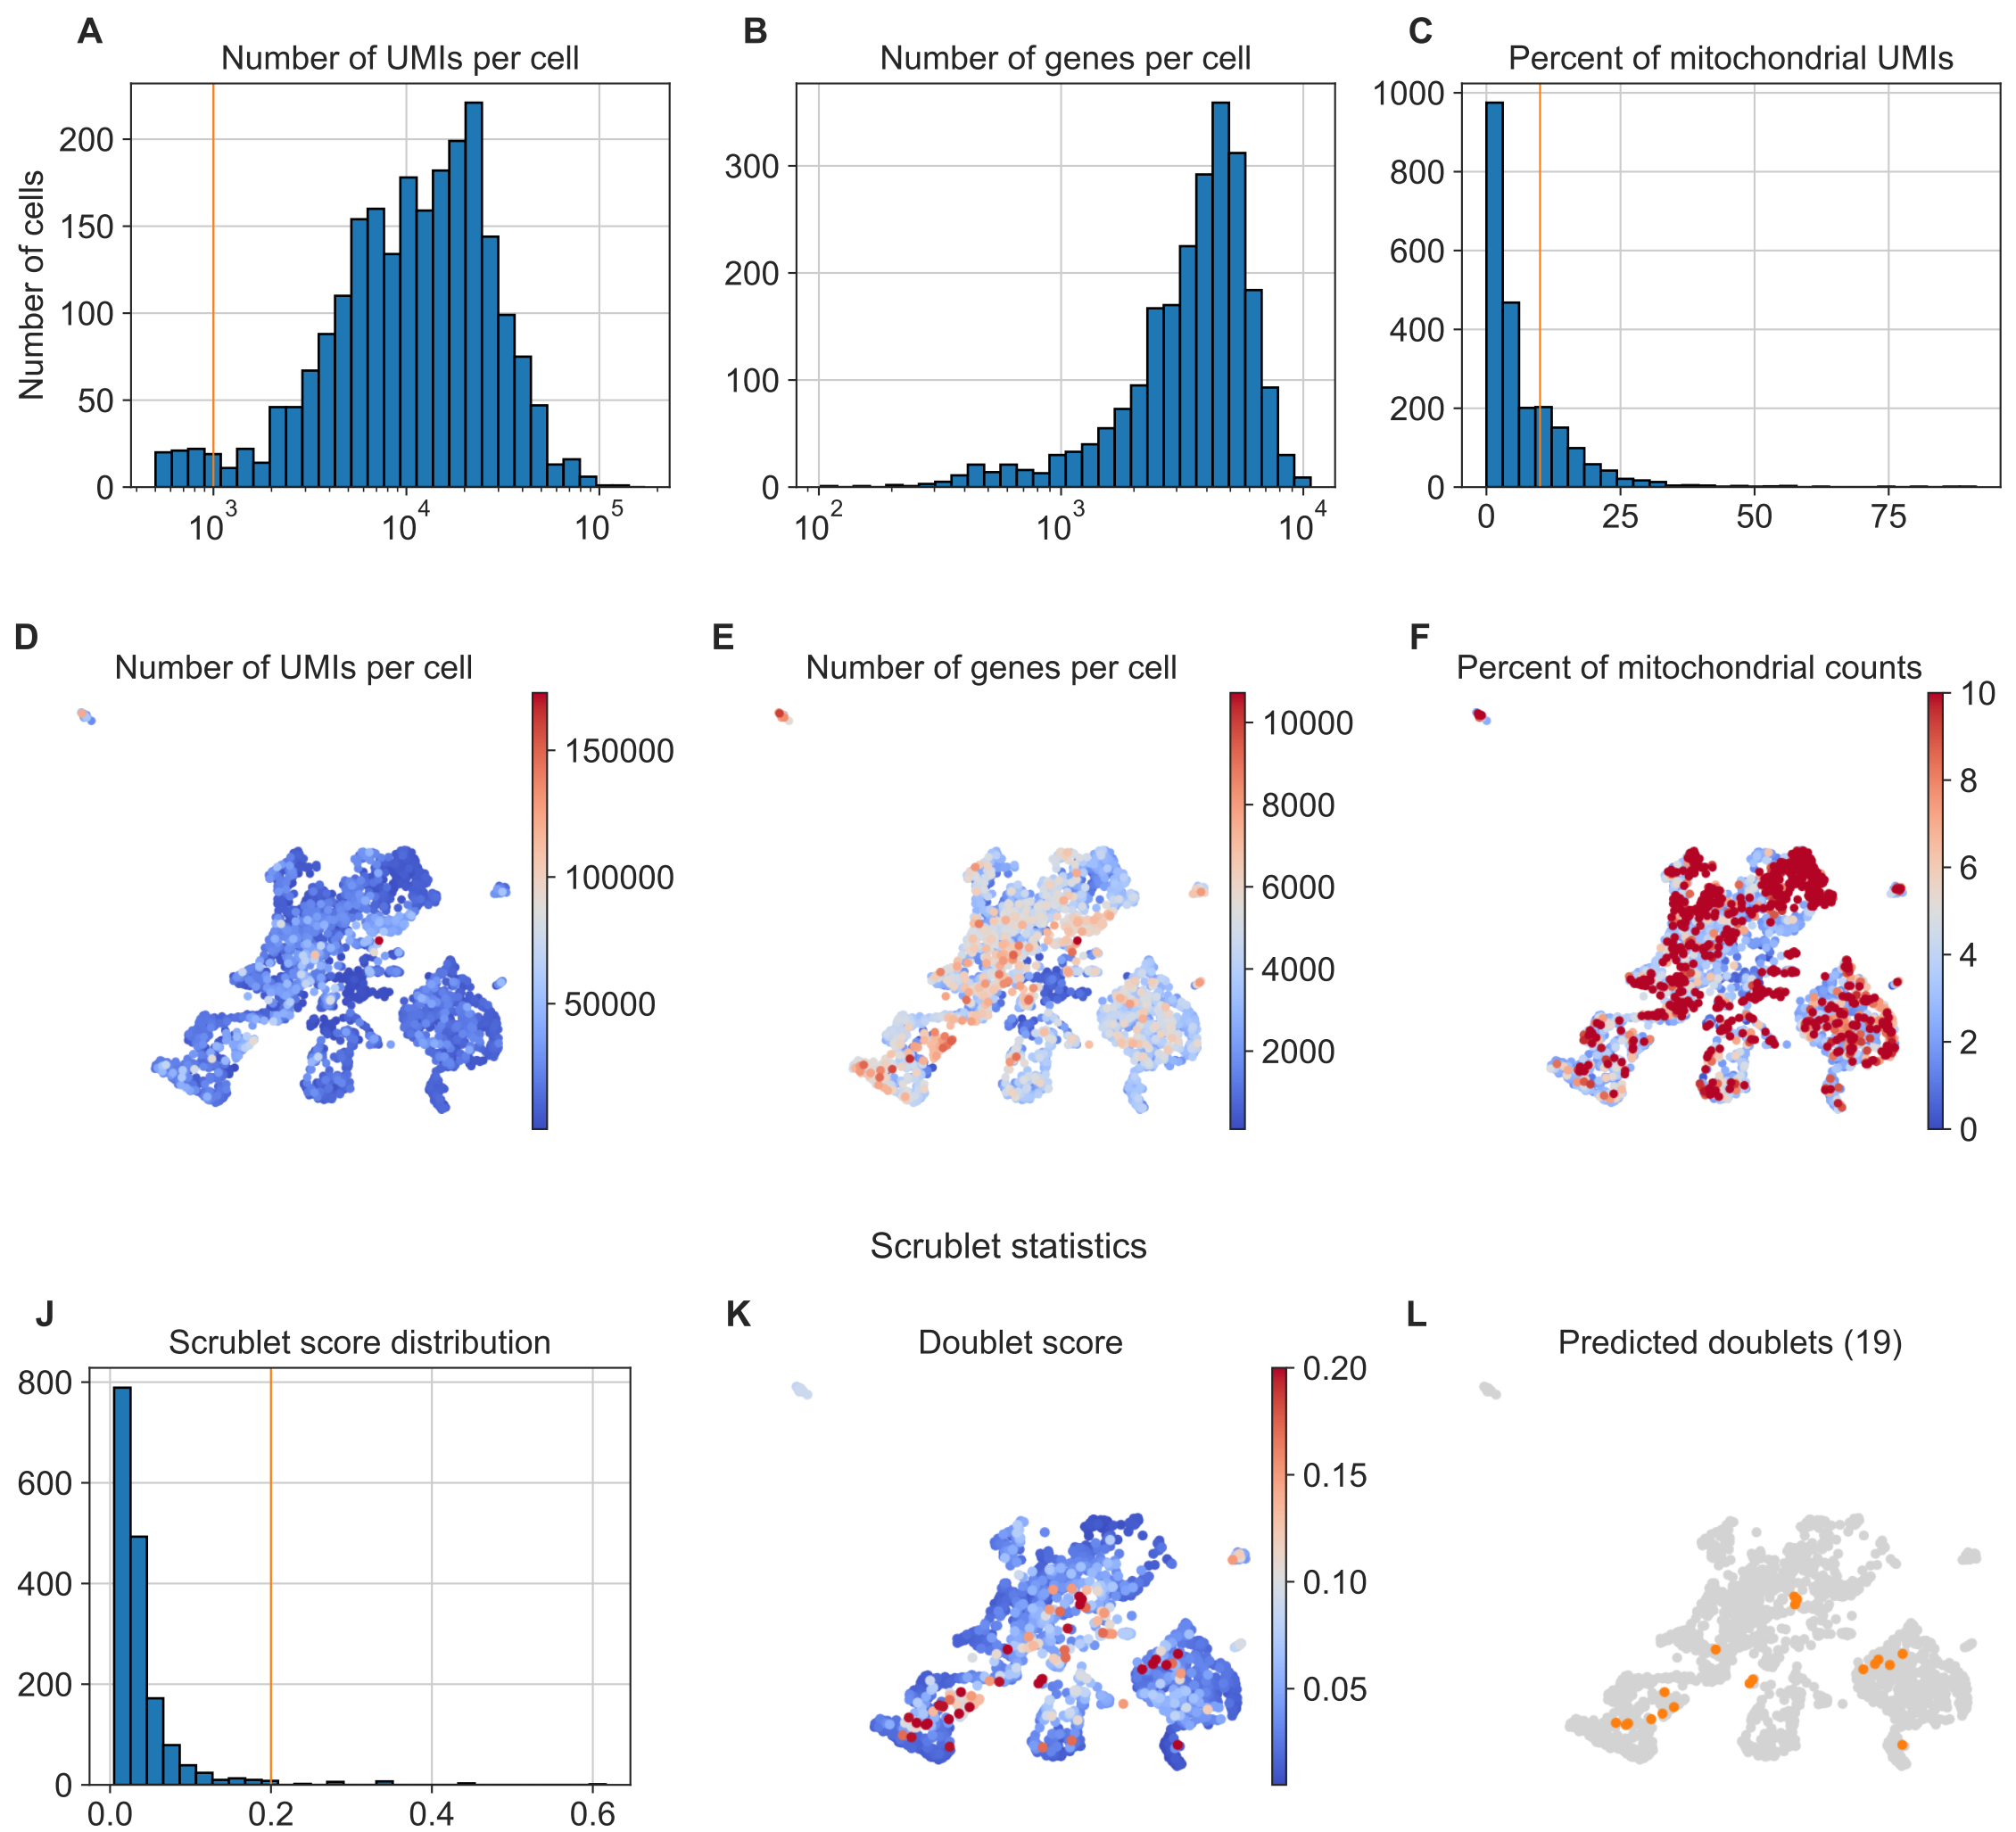 A
Number of UMIs per cell
Number of cells
200
150
100
50
0
10^3
10^4
10^5
B
Number of genes per cell
300
200
100
0
10^2
10^3
10^4
C
Percent of mitochondrial UMIs
1000
800
600
400
200
0
0
25
50
75
D
Number of UMIs per cell
150000
100000
50000
E
Number of genes per cell
10000
8000
6000
4000
2000
F
Percent of mitochondrial counts
10
8
6
4
2
0
Scrublet statistics
J
Scrublet score distribution
800
600
400
200
0
0.0
0.2
0.4
0.6
K
Doublet score
0.20
0.15
0.10
0.05
L
Predicted doublets (19)